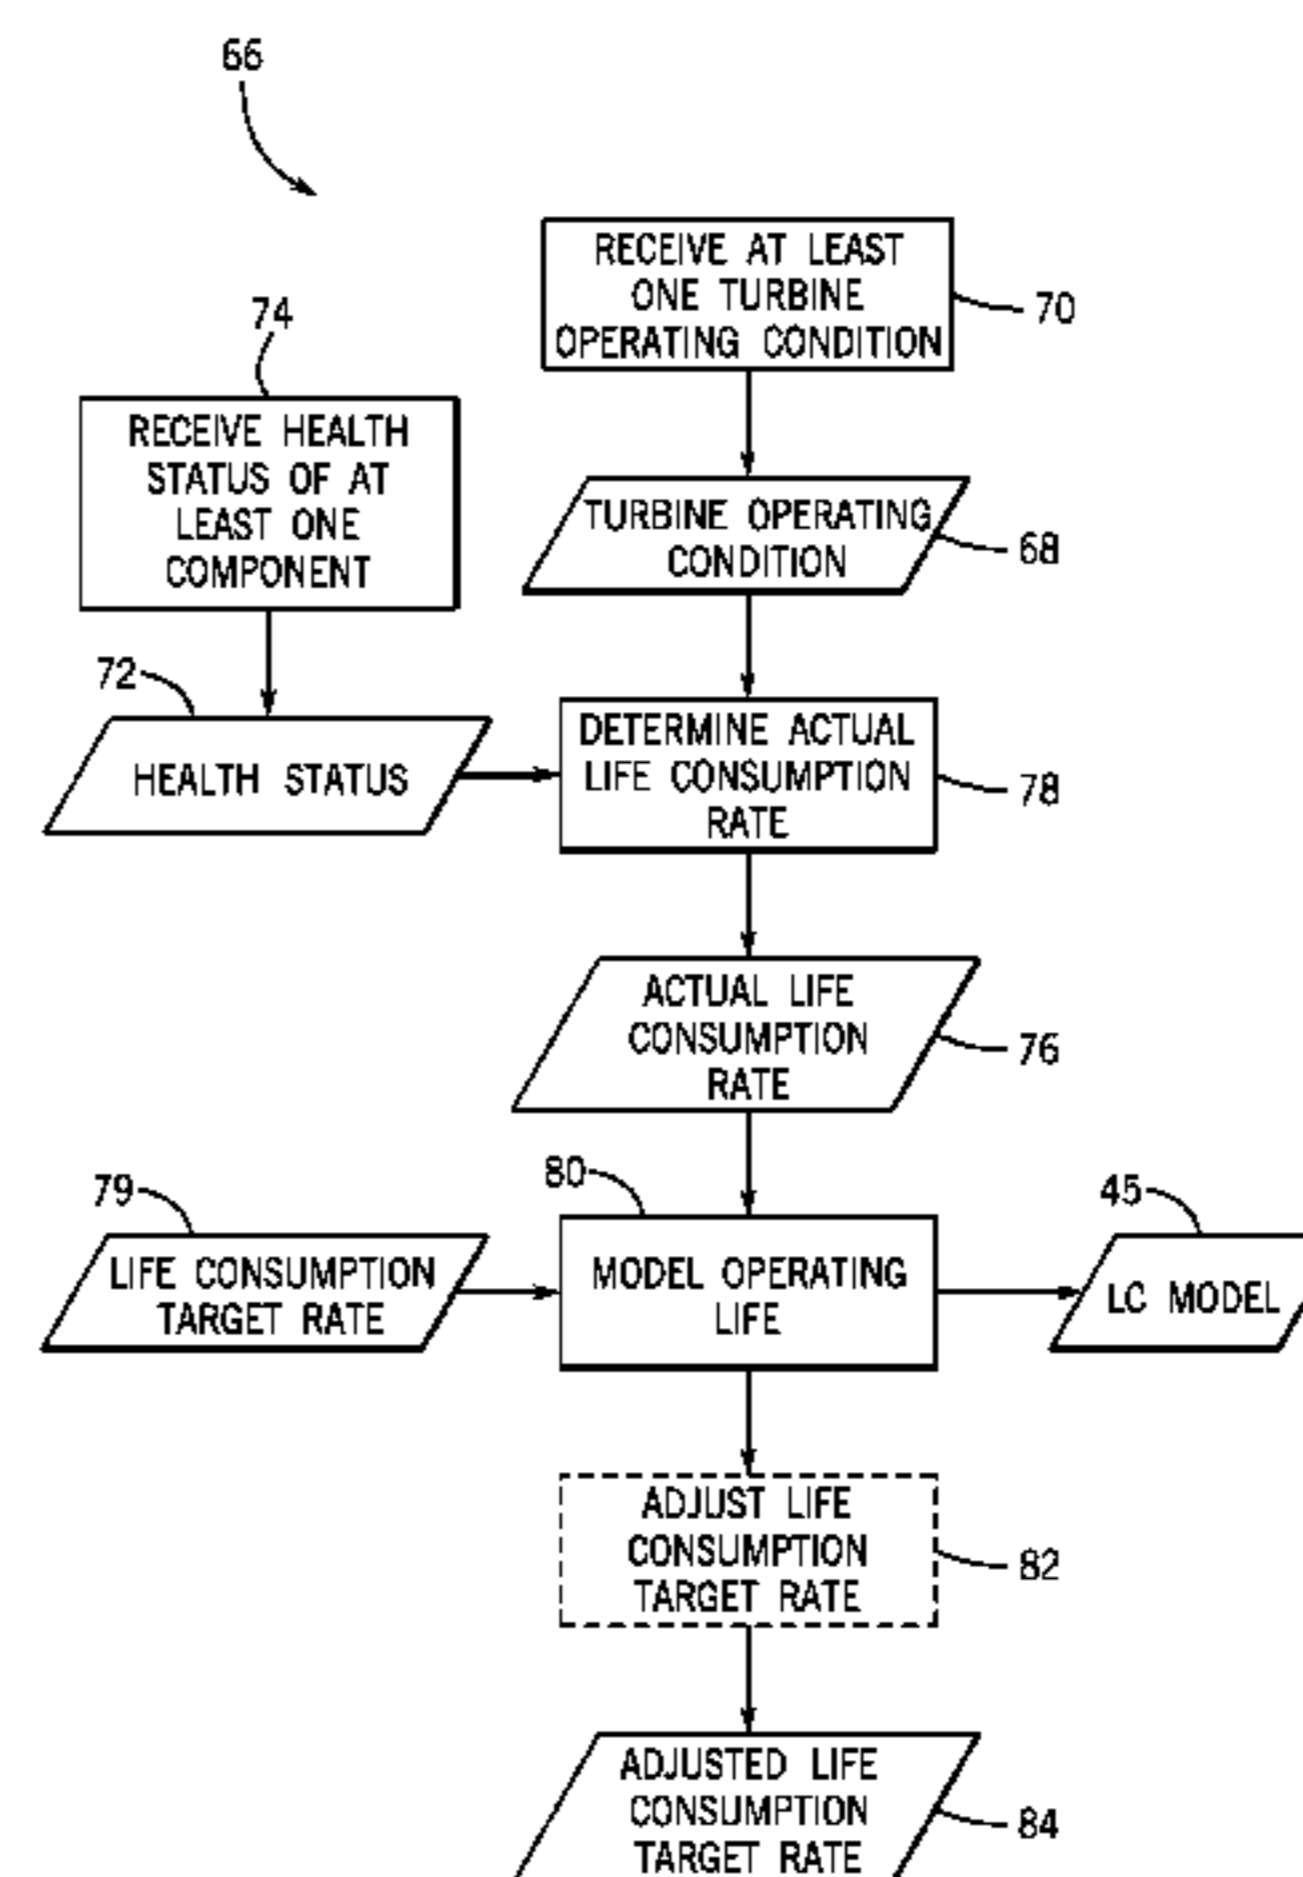 66
RECEIVE AT LEAST
ONE TURBINE
OPERATING CONDITION
70
74
RECEIVE HEALTH
STATUS OF AT
LEAST ONE
COMPONENT
TURBINE OPERATING
CONDITION
68
72
HEALTH STATUS
DETERMINE ACTUAL
LIFE CONSUMPTION
RATE
78
ACTUAL LIFE
CONSUMPTION
RATE
76
79
LIFE CONSUMPTION
TARGET RATE
80
MODEL OPERATING
LIFE
45
LC MODEL
ADJUST LIFE
CONSUMPTION
TARGET RATE
82
ADJUSTED LIFE
CONSUMPTION
TARGET RATE
84